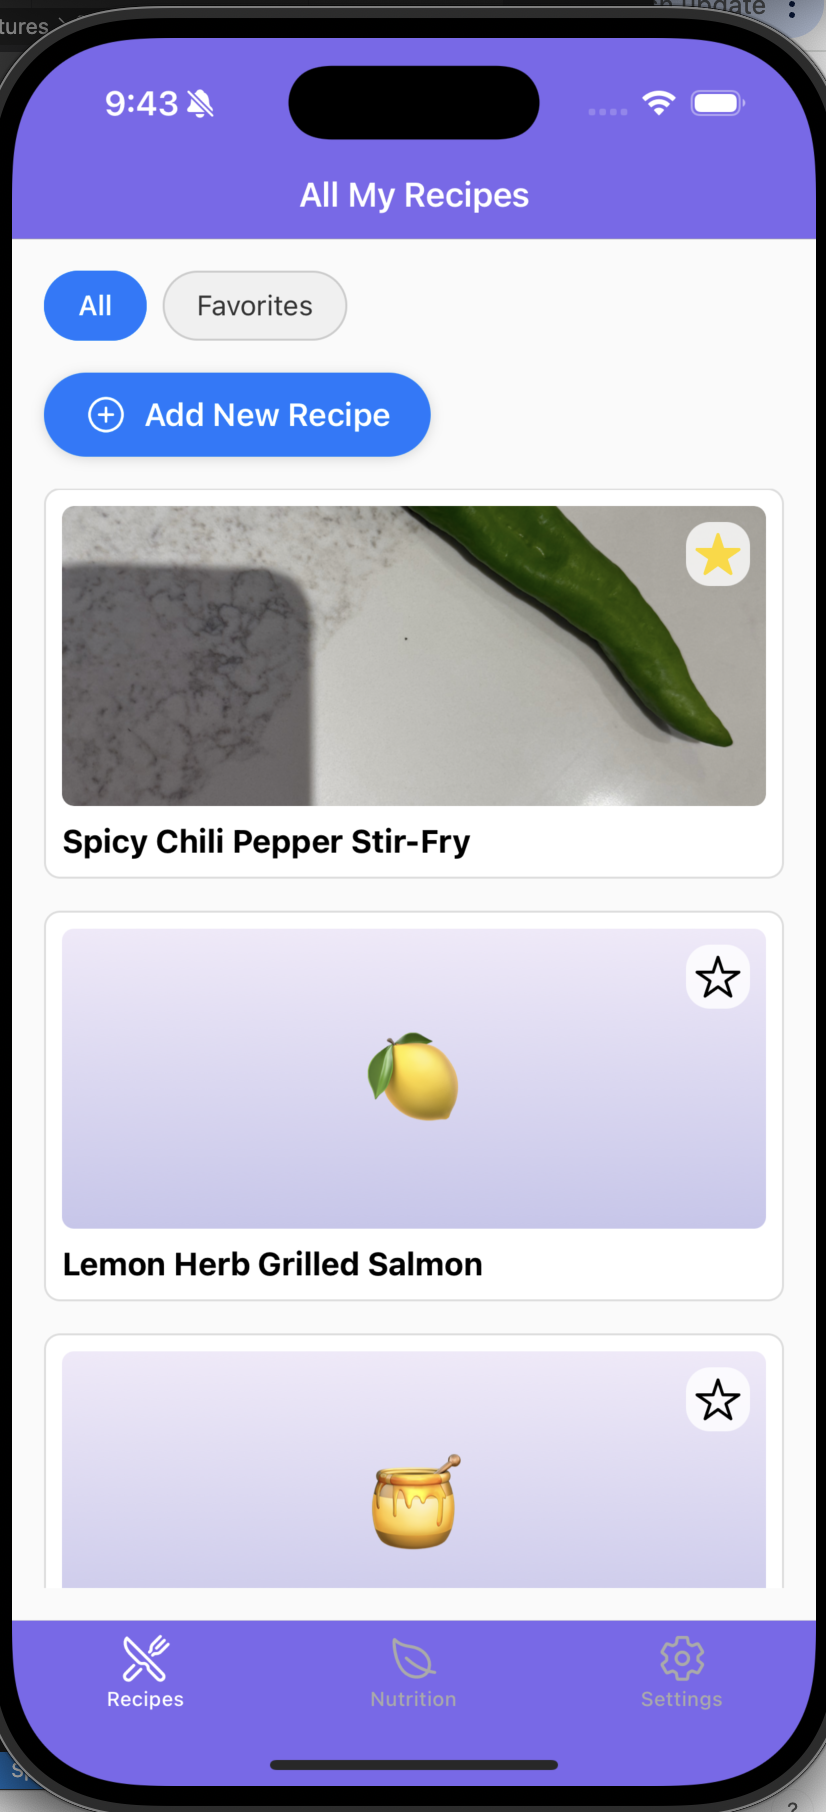 tures
update
9:43
All My Recipes
All
Favorites
Add New Recipe
Spicy Chili Pepper Stir-Fry
Lemon Herb Grilled Salmon
Recipes
Nutrition
Settings